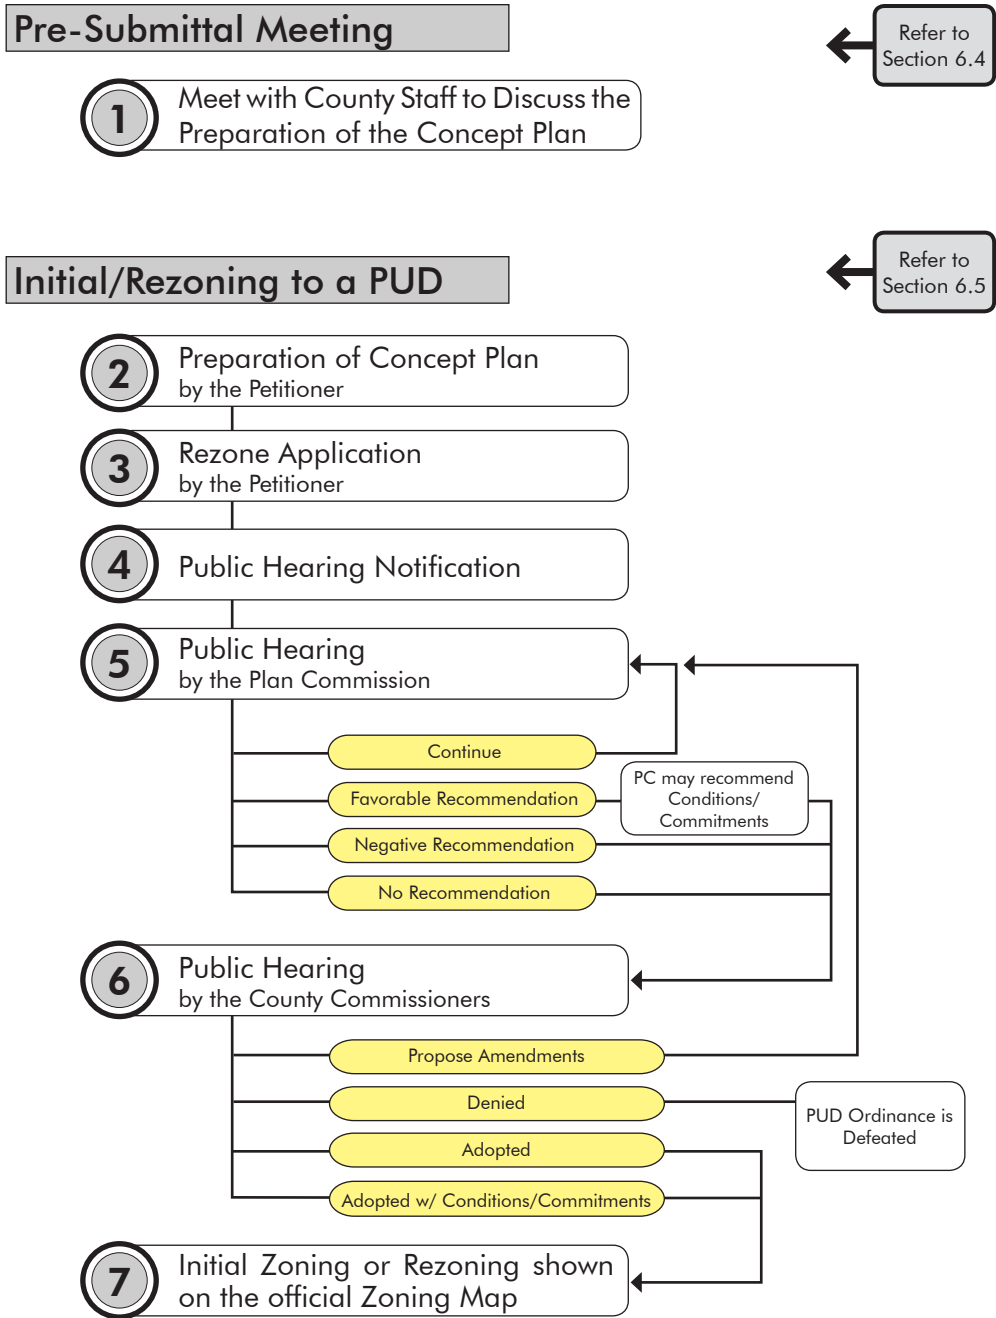 Pre-Submittal Meeting
Refer to
Section 6.4
1
Meet with County Staff to Discuss the
Preparation of the Concept Plan
Initial/Rezoning to a PUD
Refer to
Section 6.5
2
Preparation of Concept Plan
by the Petitioner
3
Rezone Application
by the Petitioner
4
Public Hearing Notification
5
Public Hearing
by the Plan Commission
Continue
Favorable Recommendation
PC may recommend
Conditions/
Commitments
Negative Recommendation
No Recommendation
6
Public Hearing
by the County Commissioners
Propose Amendments
Denied
PUD Ordinance is
Defeated
Adopted
Adopted w/ Conditions/Commitments
7
Initial Zoning or Rezoning shown
on the official Zoning Map